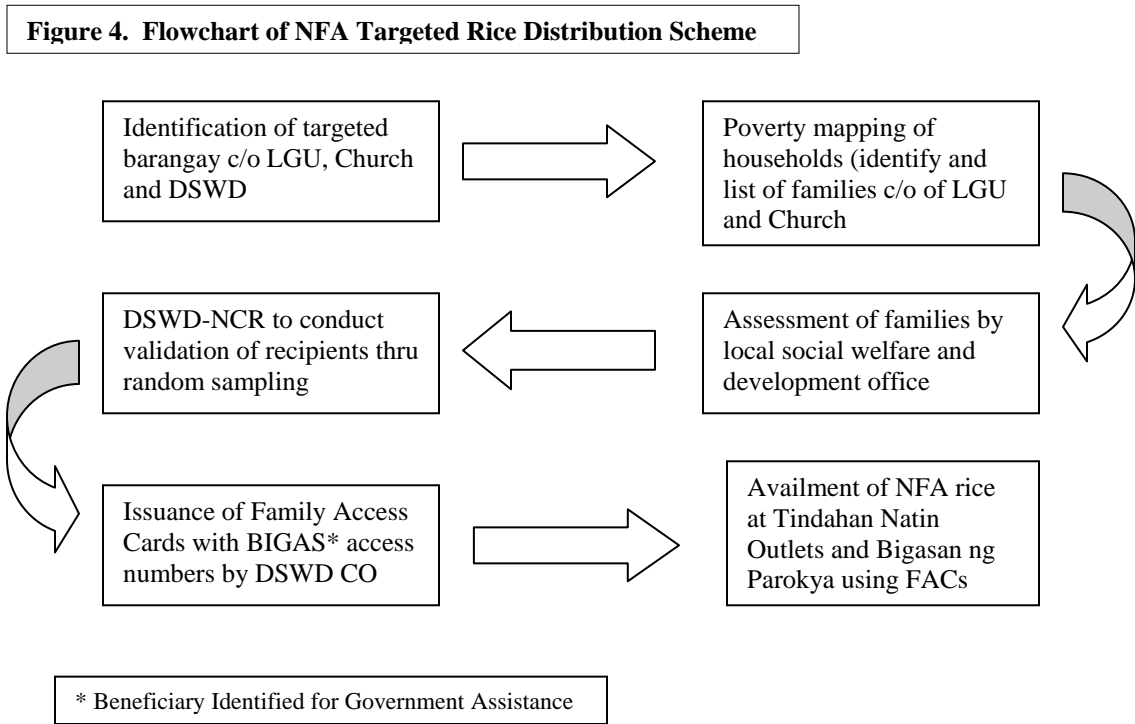 Figure 4. Flowchart of NFA Targeted Rice Distribution Scheme
Identification of targeted
barangay c/o LGU, Church
and DSWD
Poverty mapping of
households (identify and
list of families c/o of LGU
and Church
Assessment of families by
local social welfare and
development office
DSWD-NCR to conduct
validation of recipients thru
random sampling
Issuance of Family Access
Cards with BIGAS* access
numbers by DSWD CO
Availment of NFA rice
at Tindahan Natin
Outlets and Bigasan ng
Parokya using FACs
* Beneficiary Identified for Government Assistance